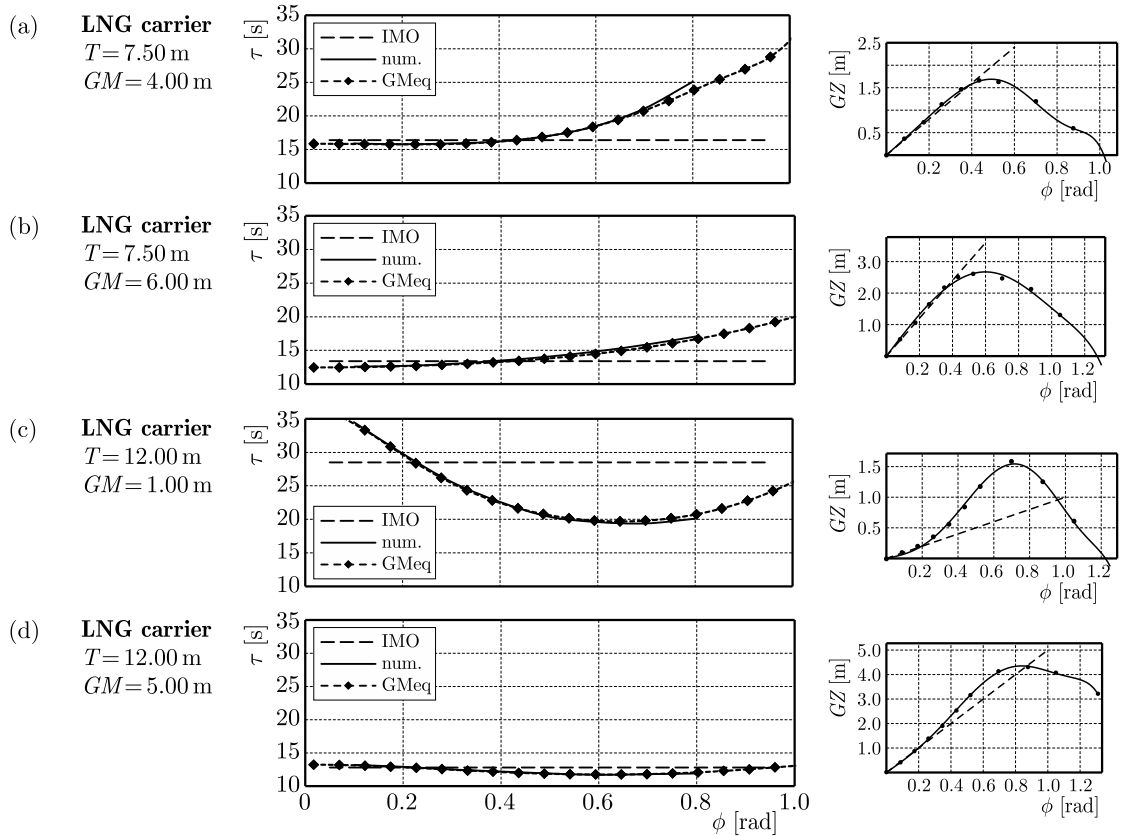 (a)
LNG carrier
T = 7.50 m
GM = 4.00 m
τ [s]
35
30
25
20
15
10
IMO
num.
GMeq
GZ [m]
2.5
1.5
0.5
0.2 0.4 0.6 0.8 1.0
ϕ [rad]
(b)
LNG carrier
T = 7.50 m
GM = 6.00 m
τ [s]
35
30
25
20
15
10
IMO
num.
GMeq
GZ [m]
3.0
2.0
1.0
0.2 0.4 0.6 0.8 1.0 1.2
ϕ [rad]
(c)
LNG carrier
T = 12.00 m
GM = 1.00 m
τ [s]
35
30
25
20
15
10
IMO
num.
GMeq
GZ [m]
1.5
1.0
0.5
0.2 0.4 0.6 0.8 1.0 1.2
ϕ [rad]
(d)
LNG carrier
T = 12.00 m
GM = 5.00 m
τ [s]
35
30
25
20
15
10
IMO
num.
GMeq
0 0.2 0.4 0.6 0.8 1.0
ϕ [rad]
GZ [m]
5.0
4.0
3.0
2.0
1.0
0.2 0.4 0.6 0.8 1.0 1.2
ϕ [rad]